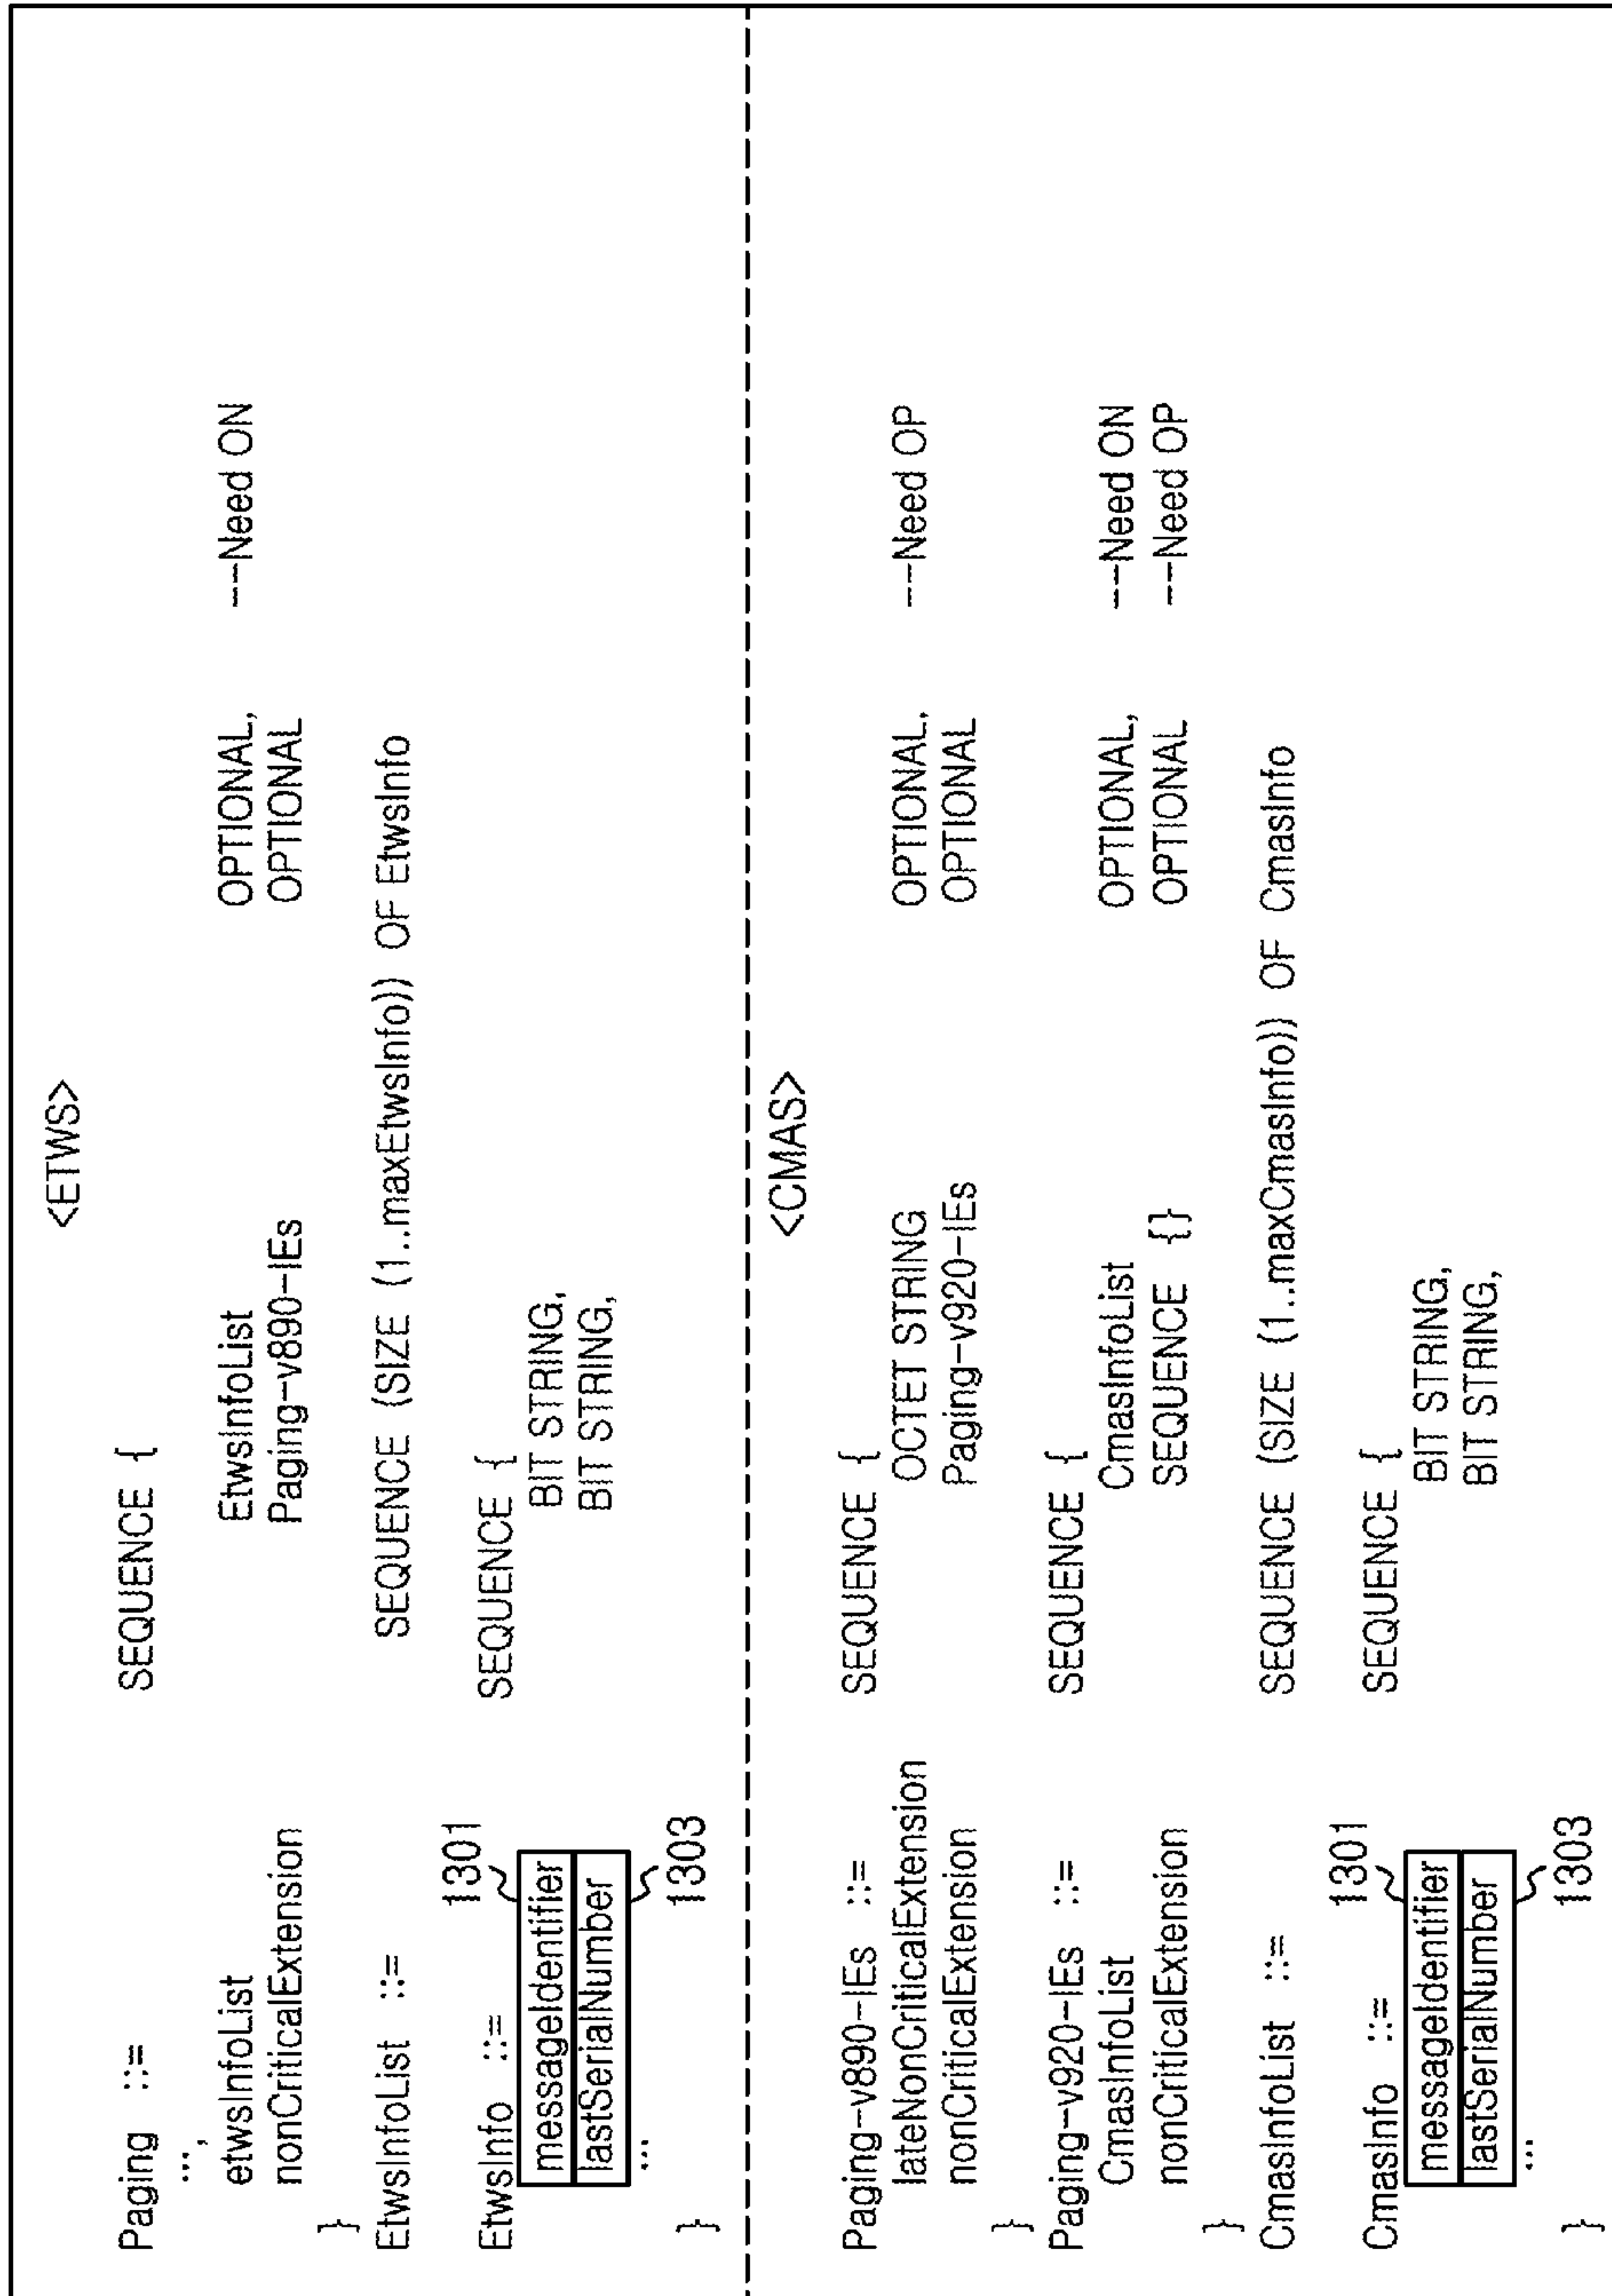 <ETWS>
Paging ::= SEQUENCE {
...,
etwsInfoList EtwsInfoList OPTIONAL, --Need ON
nonCriticalExtension Paging-v890-IEs OPTIONAL
}
EtwsInfoList ::= SEQUENCE (SIZE (1..maxEtwsInfo)) OF EtwsInfo
1301
EtwsInfo ::= SEQUENCE {
messageIdentifier BIT STRING,
lastSerialNumber BIT STRING,
...
1303
}
<CMAS>
Paging-v890-IEs ::= SEQUENCE {
lateNonCriticalExtension OCTET STRING OPTIONAL, --Need OP
nonCriticalExtension Paging-v920-IEs OPTIONAL
}
Paging-v920-IEs ::= SEQUENCE {
CmasInfoList CmasInfoList OPTIONAL, --Need ON
nonCriticalExtension SEQUENCE {} OPTIONAL --Need OP
}
CmasInfoList ::= SEQUENCE (SIZE (1..maxCmasInfo)) OF CmasInfo
1301
CmasInfo ::= SEQUENCE {
messageIdentifier BIT STRING,
lastSerialNumber BIT STRING,
...
1303
}